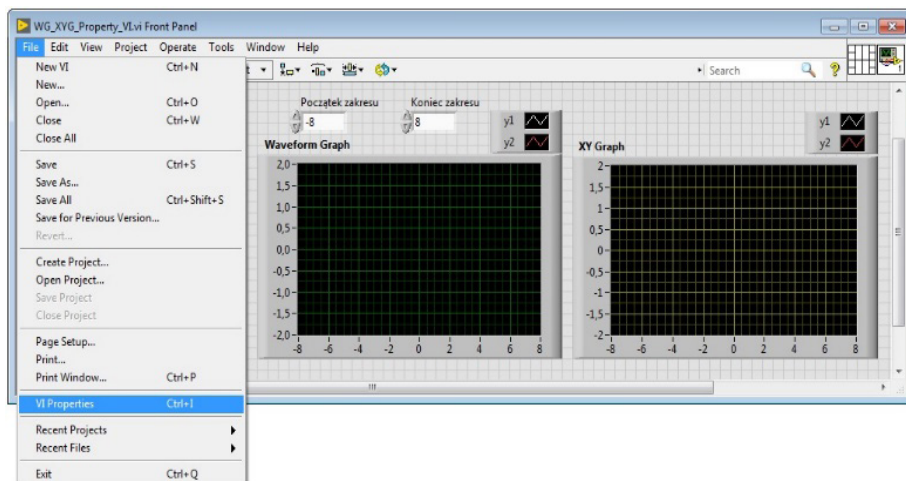 WG_XYG_Property_VI.vi Front Panel
File Edit View Project Operate Tools Window Help
New VI Ctrl+N
New...
Open... Ctrl+O
Close Ctrl+W
Close All
Save Ctrl+S
Save As...
Save All Ctrl+Shift+S
Save for Previous Version...
Revert...
Create Project...
Open Project...
Save Project
Close Project
Page Setup...
Print...
Print Window... Ctrl+P
VI Properties Ctrl+I
Recent Projects
Recent Files
Exit Ctrl+Q
Search
Początek zakresu Koniec zakresu
-8 8
y1
y2
Waveform Graph
2,0
1,5
1,0
0,5
0,0
-0,5
-1,0
-1,5
-2,0
-8 -6 -4 -2 0 2 4 6 8
y1
y2
XY Graph
2
1,5
1
0,5
0
-0,5
-1
-1,5
-2
-8 -6 -4 -2 0 2 4 6 8